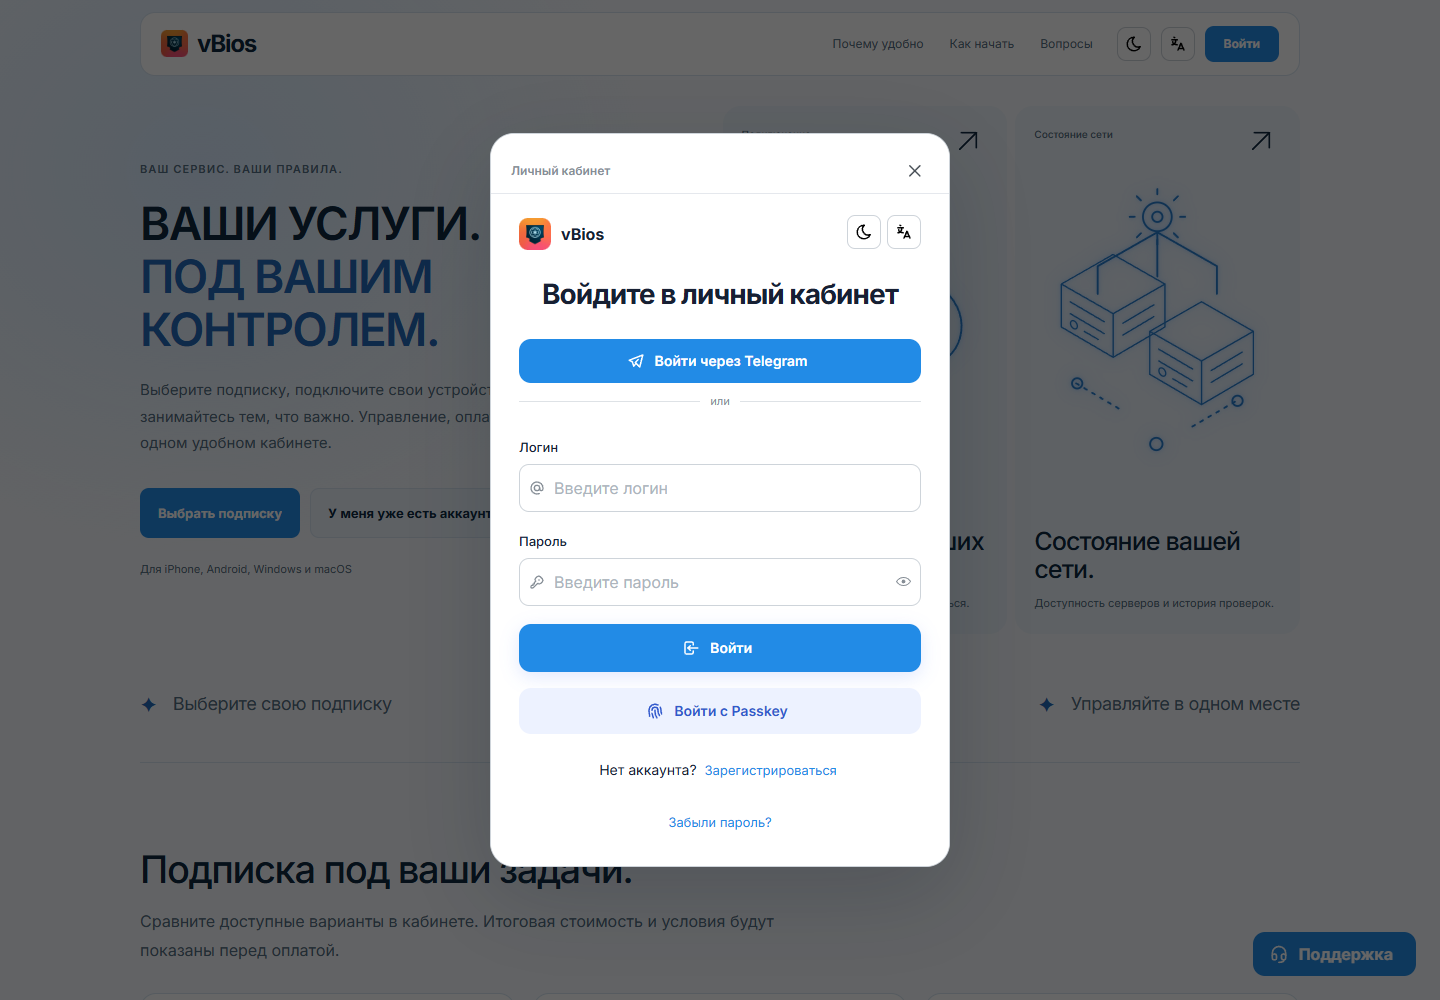 vBios
Почему удобно
Как начать
Вопросы
Войти
ВАШ СЕРВИС. ВАШИ ПРАВИЛА.
ВАШИ УСЛУГИ.
ПОД ВАШИМ
КОНТРОЛЕМ.
Выберите подписку, подключите свои
занимайтесь тем, что важно. Управление,
одном удобном кабинете.
Выбрать подписку
У меня уже есть
Для iPhone, Android, Windows и macOS
Состояние сети
Состояние вашей
сети.
Доступность серверов и история проверок.
Личный кабинет
vBios
Войдите в личный кабинет
Войти через Telegram
или
Логин
Введите логин
Пароль
Введите пароль
Войти
Войти с Passkey
Нет аккаунта? Зарегистрироваться
Забыли пароль?
Выберите свою подписку
Управляйте в одном месте
Подписка под ваши задачи.
Сравните доступные варианты в кабинете. Итоговая стоимость и условия будут
показаны перед оплатой.
Поддержка